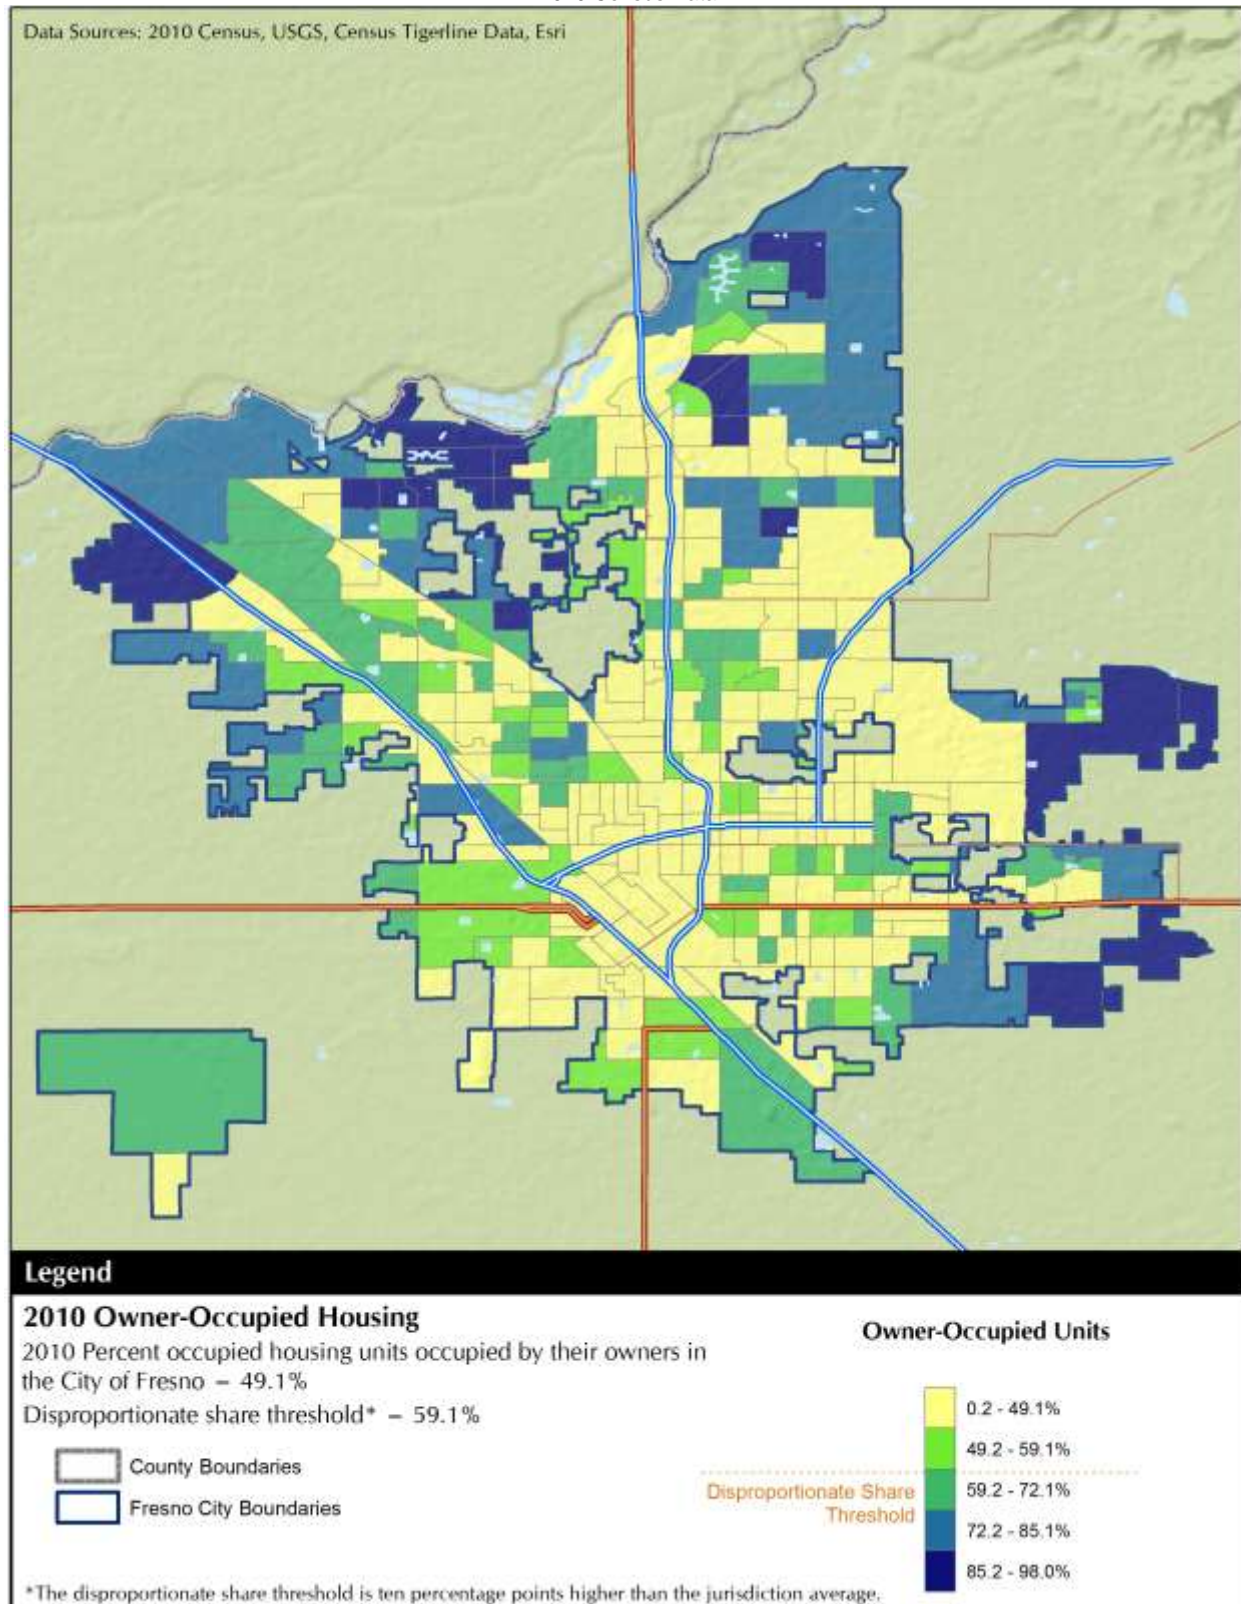 Data Sources: 2010 Census, USGS, Census Tigerline Data, Esri
Legend
2010 Owner-Occupied Housing
2010 Percent occupied housing units occupied by their owners in
the City of Fresno – 49.1%
Disproportionate share threshold* – 59.1%
County Boundaries
Fresno City Boundaries
Owner-Occupied Units
0.2 - 49.1%
49.2 - 59.1%
Disproportionate Share
Threshold
59.2 - 72.1%
72.2 - 85.1%
85.2 - 98.0%
*The disproportionate share threshold is ten percentage points higher than the jurisdiction average.